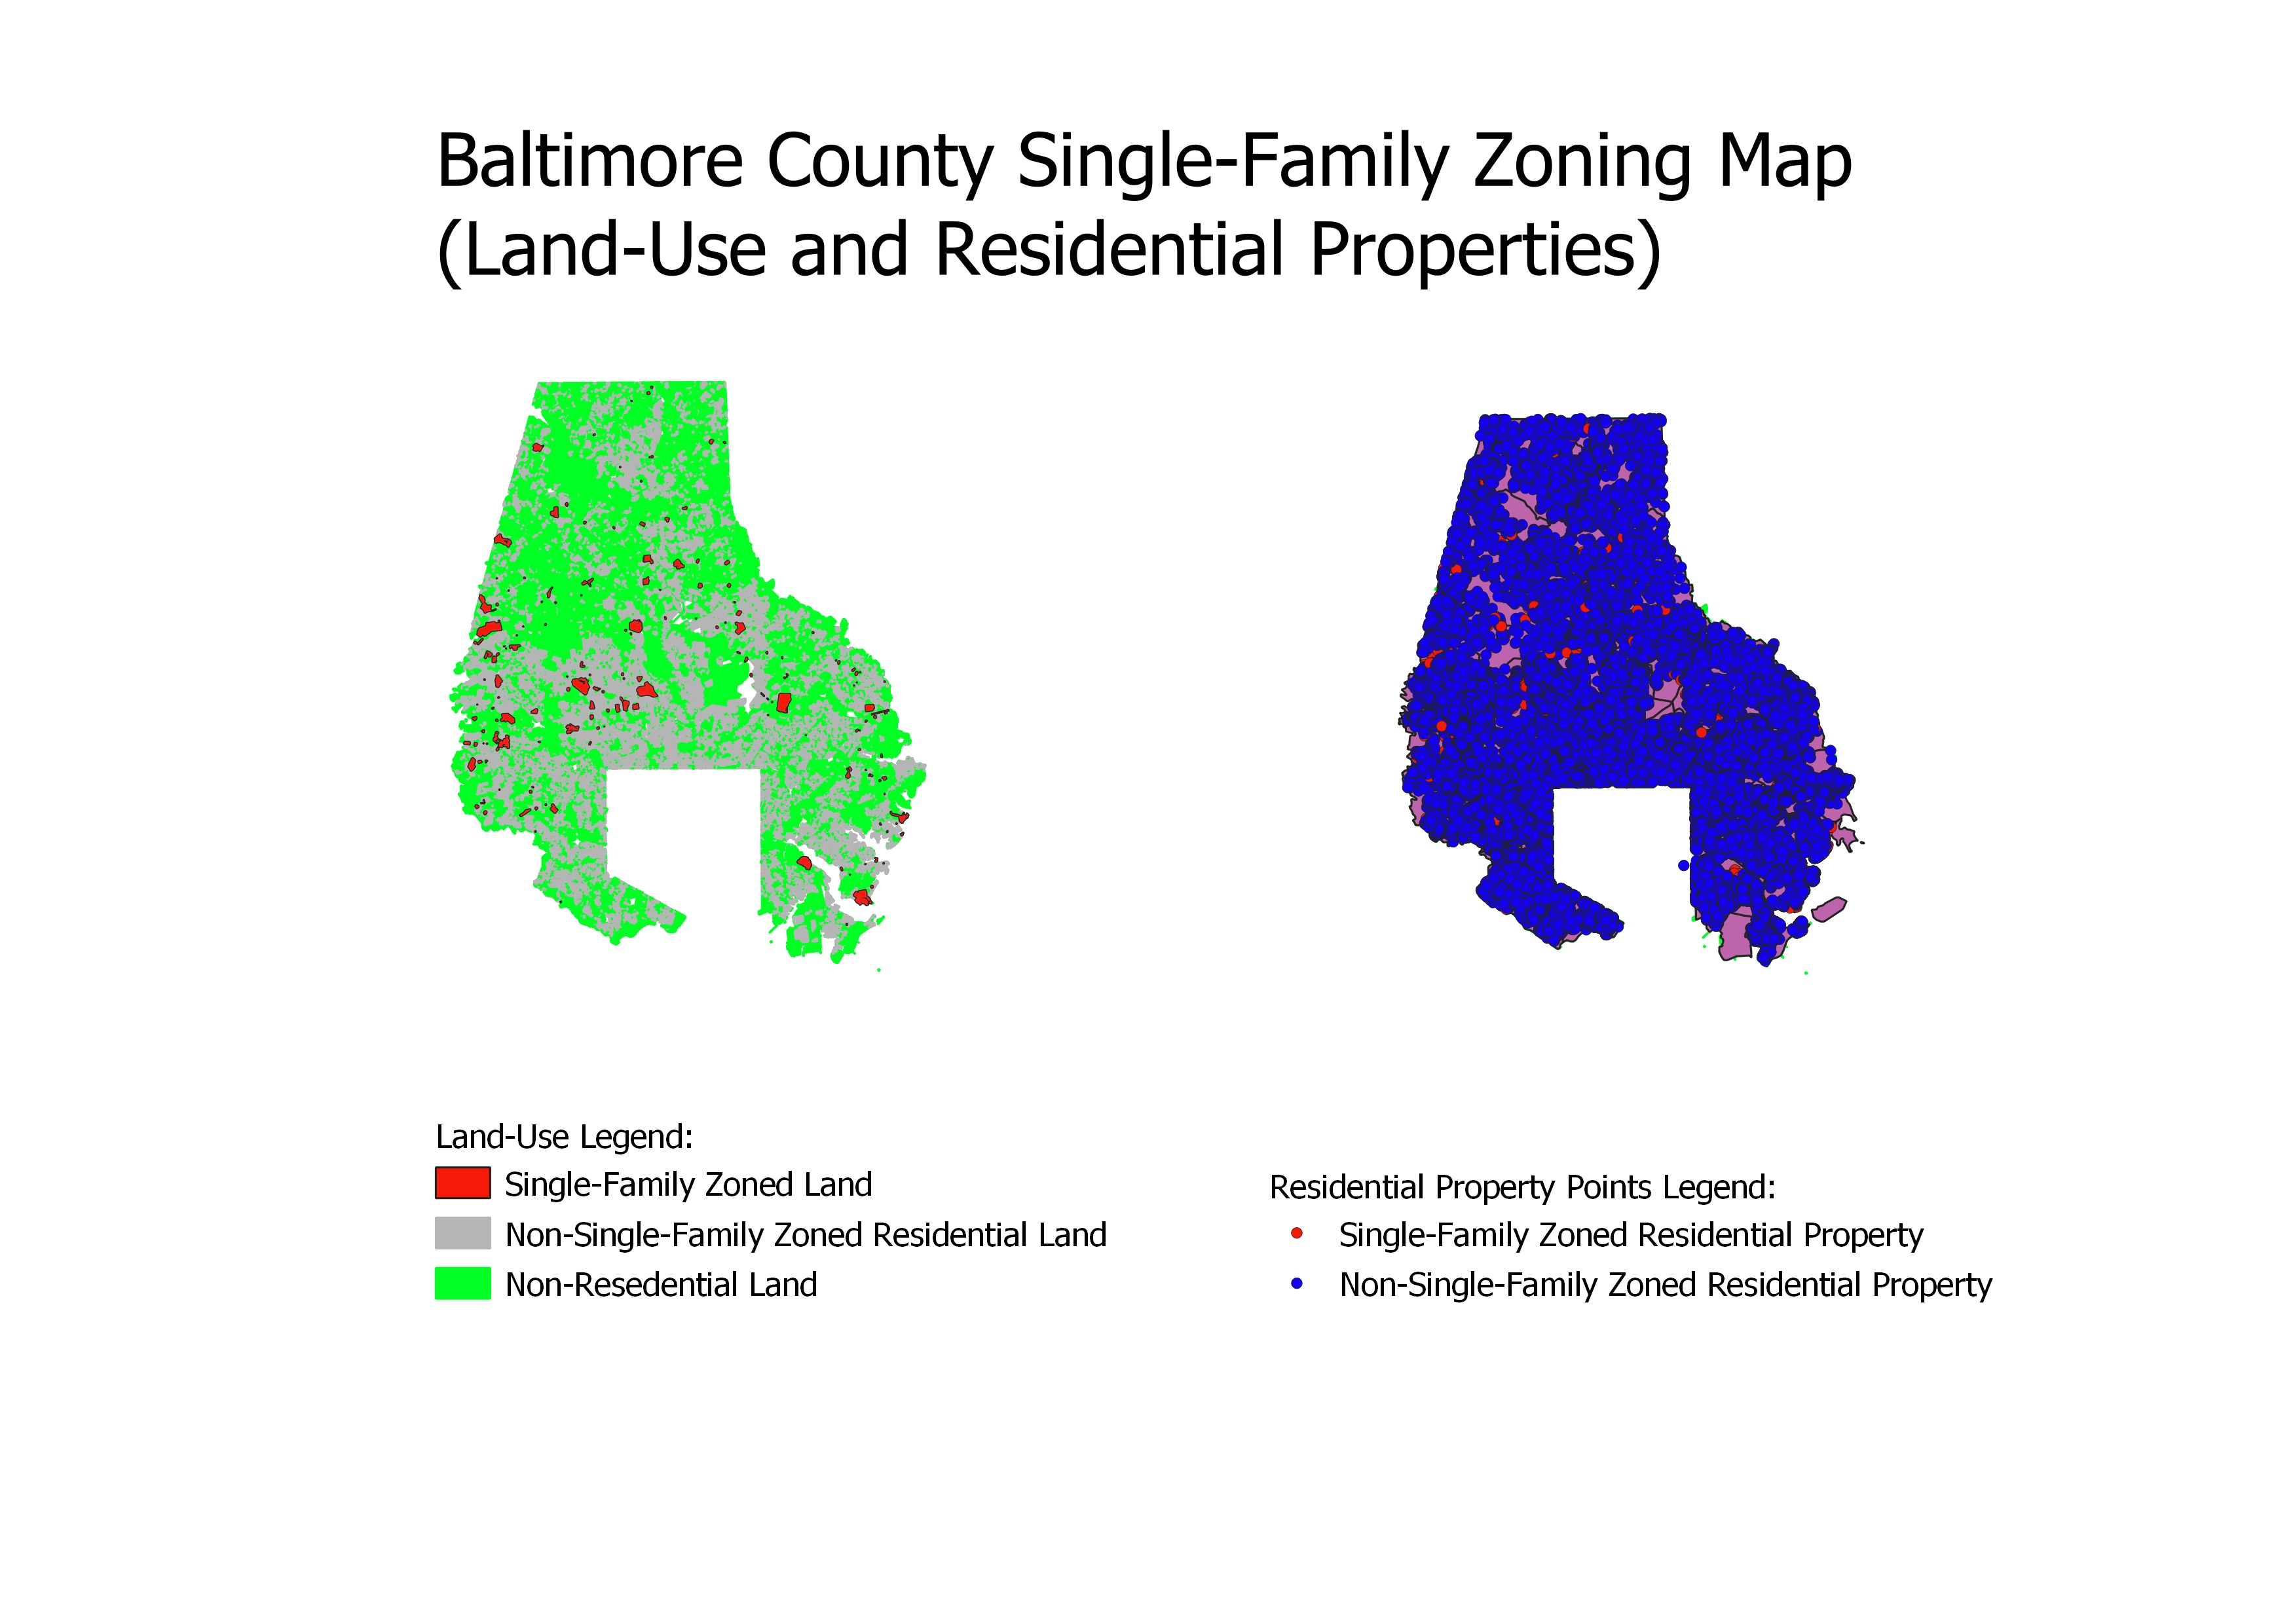 Baltimore County Single-Family Zoning Map
(Land-Use and Residential Properties)
Land-Use Legend:
Single-Family Zoned Land
Non-Single-Family Zoned Residential Land
Non-Resedential Land
Residential Property Points Legend:
Single-Family Zoned Residential Property
Non-Single-Family Zoned Residential Property